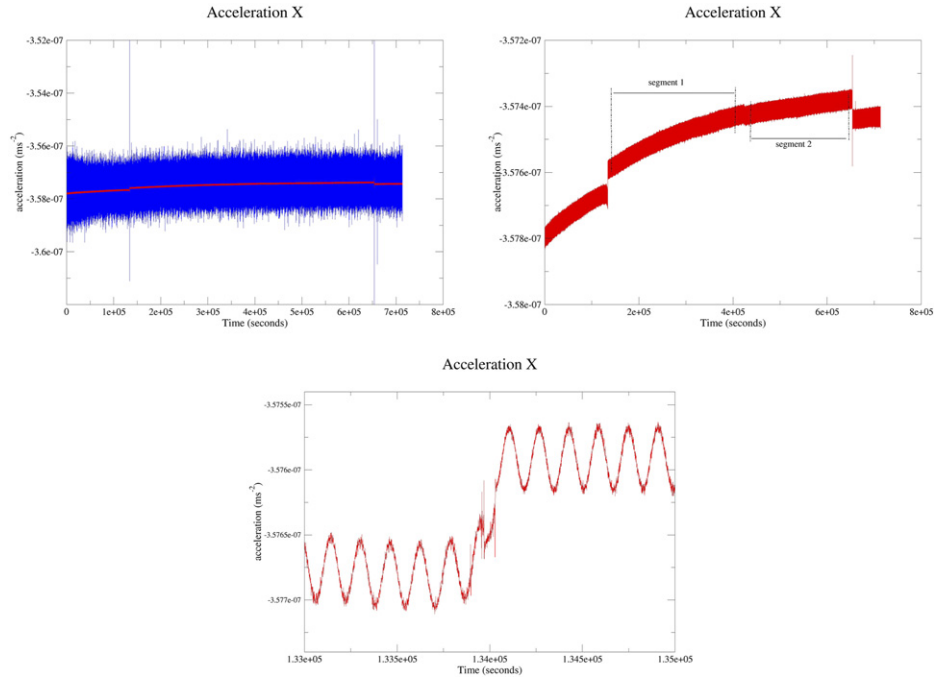 Acceleration X
-3.52e-07
-3.54e-07
-3.56e-07
-3.58e-07
-3.6e-07
acceleration (ms-2)
0 1e+05 2e+05 3e+05 4e+05 5e+05 6e+05 7e+05 8e+05
Time (seconds)
Acceleration X
-3.572e-07
-3.574e-07
-3.576e-07
-3.578e-07
-3.58e-07
acceleration (ms-2)
segment 1
segment 2
0 2e+05 4e+05 6e+05 8e+05
Time (seconds)
Acceleration X
-3.5755e-07
-3.576e-07
-3.5765e-07
-3.577e-07
acceleration (ms-2)
1.33e+05 1.335e+05 1.34e+05 1.345e+05 1.35e+05
Time (seconds)